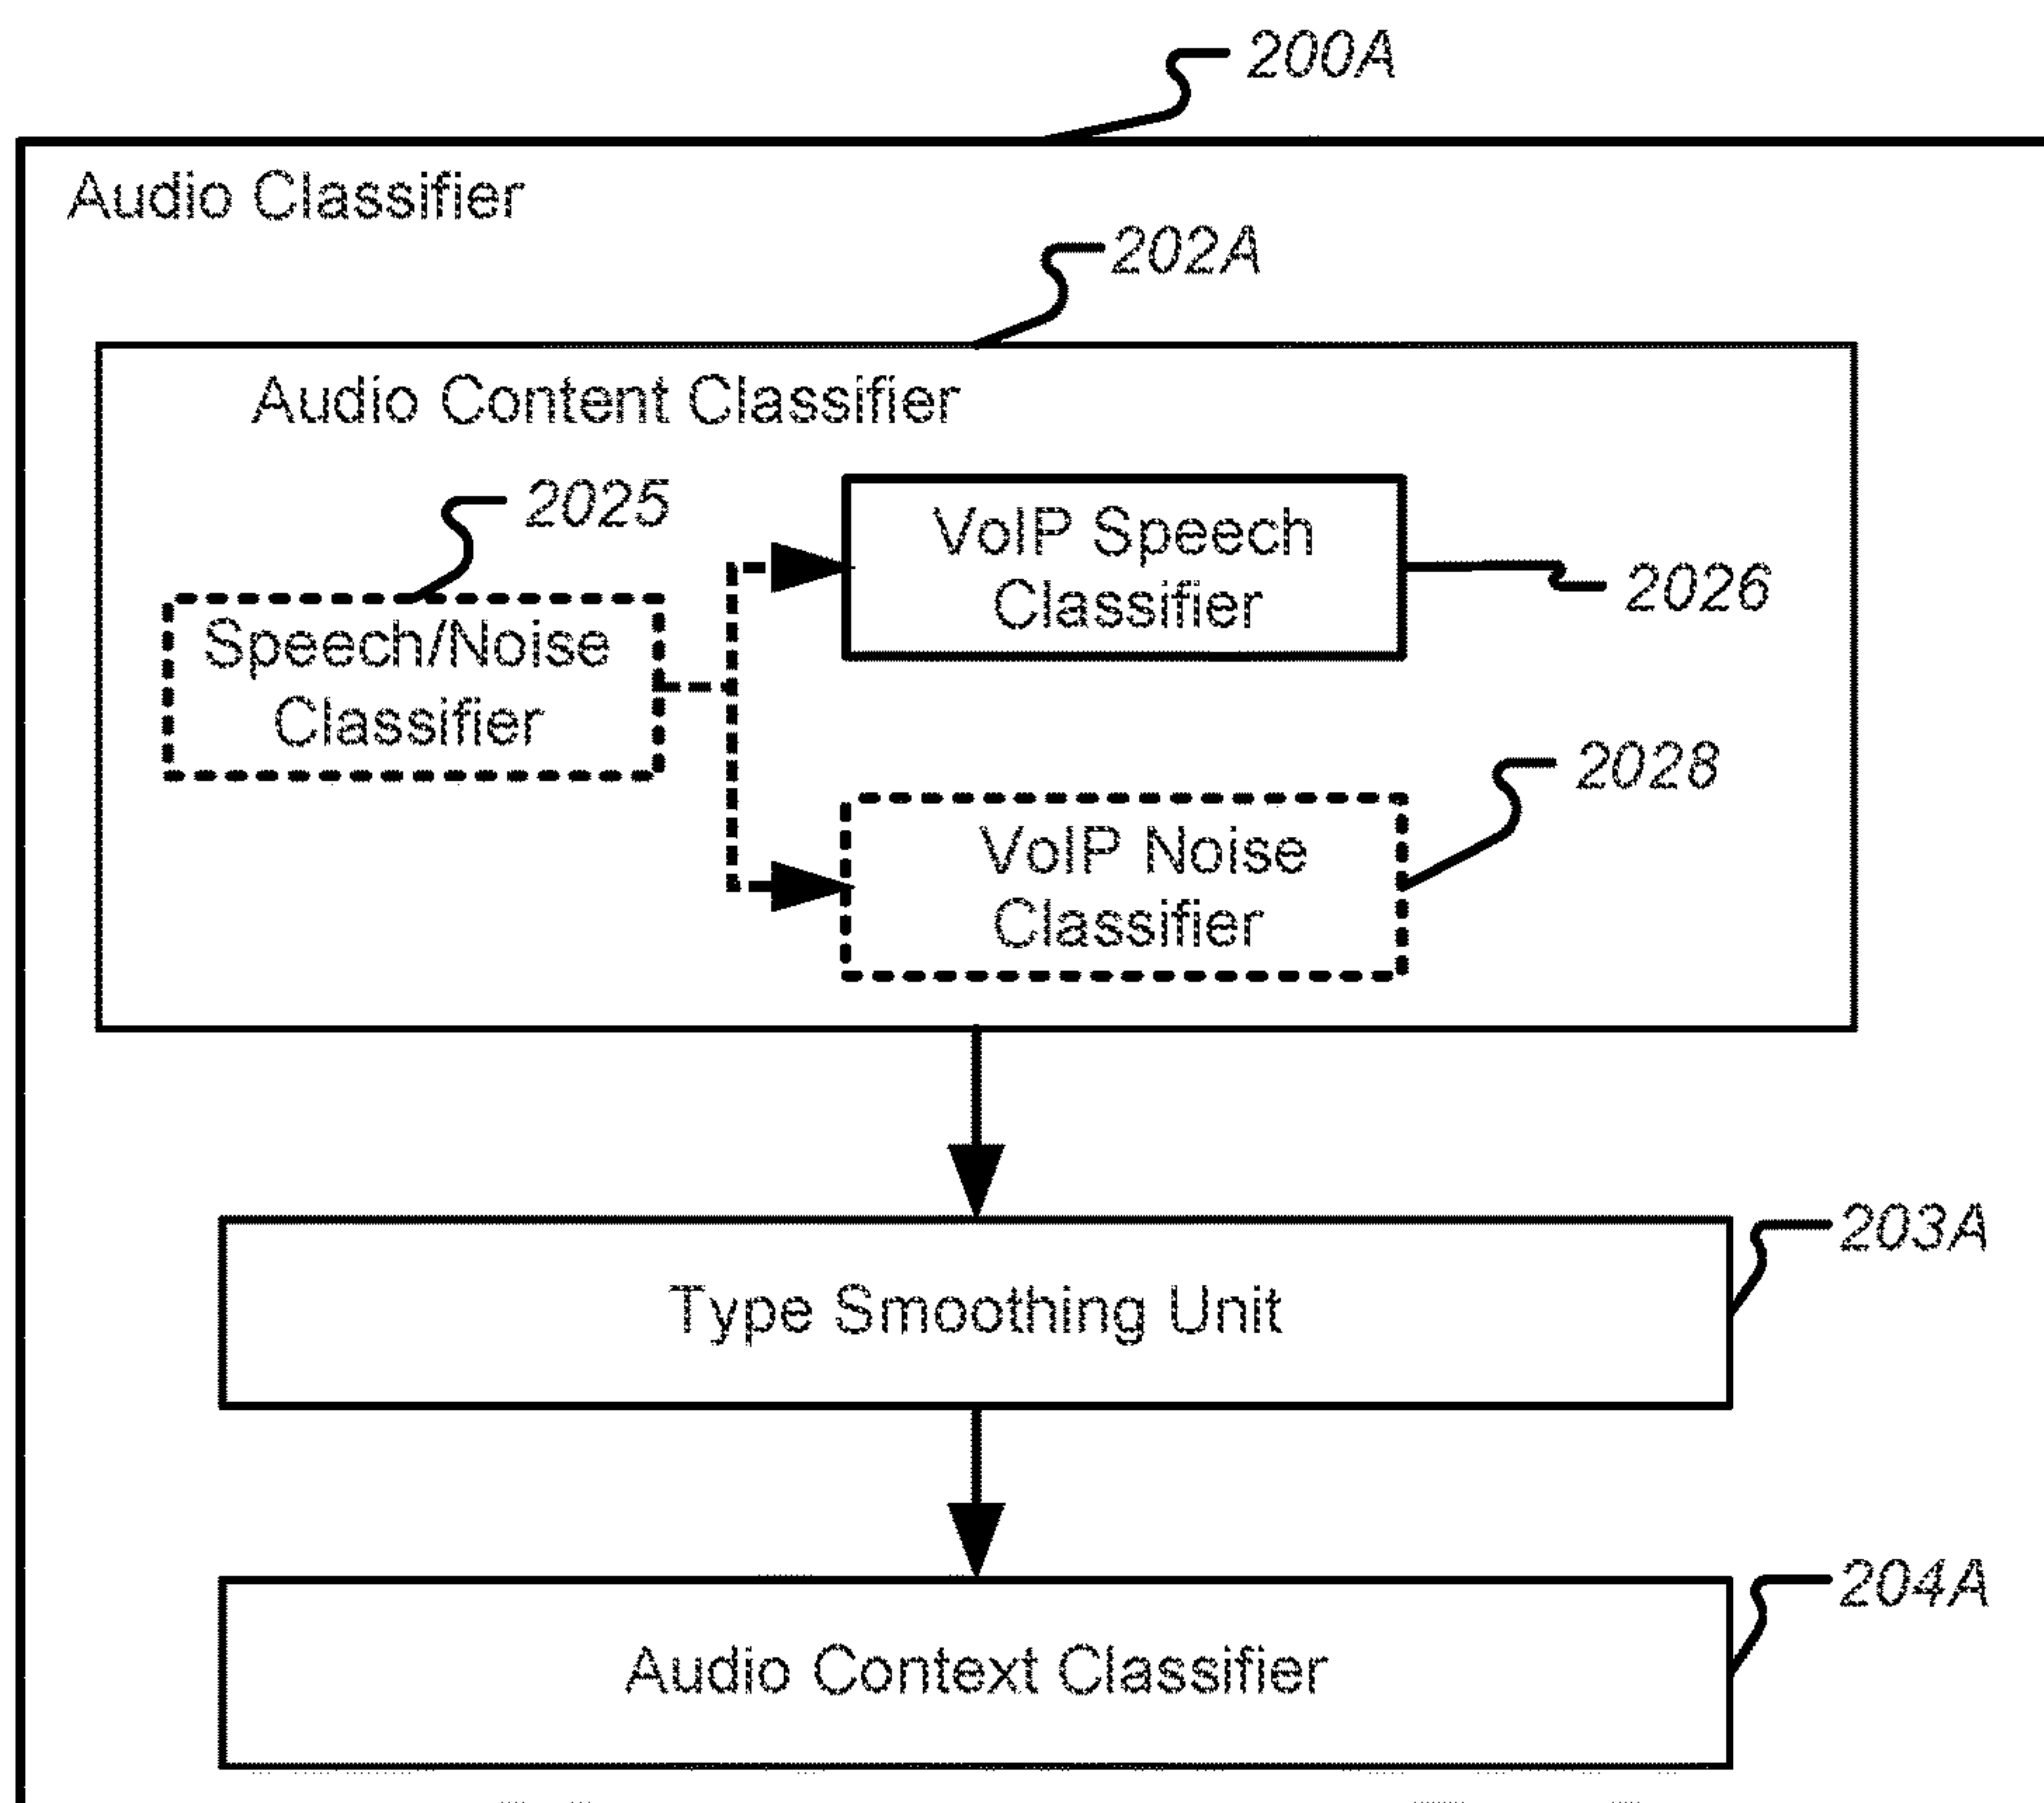 200A
Audio Classifier
202A
Audio Content Classifier
2025
VoIP Speech
Classifier
2026
Speech/Noise
Classifier
2028
VoIP Noise
Classifier
203A
Type Smoothing Unit
204A
Audio Context Classifier